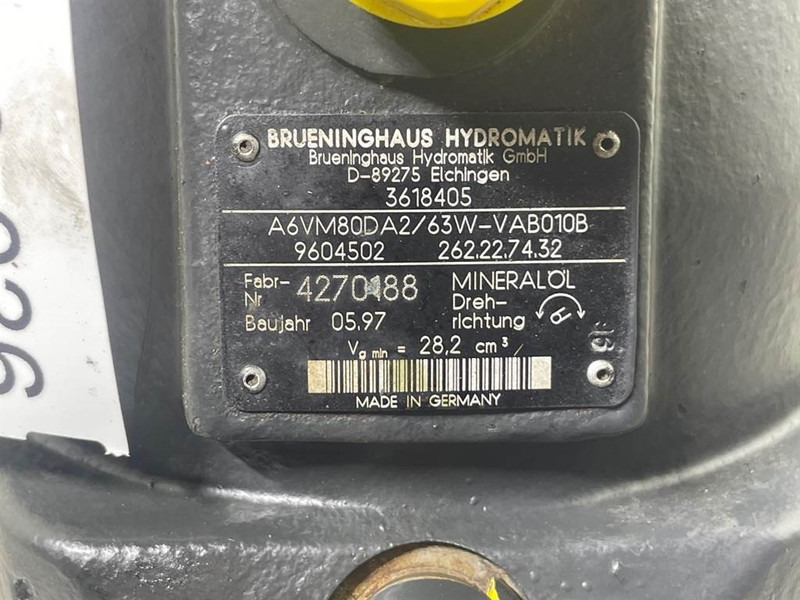 BRUENINGHAUS HYDROMATIK
Brueninghaus Hydromatik GmbH
D-89275 Elchingen
3618405
A6VM80DA2/63W-VAB010B
9604502 262.22.74.32
Fabr-Nr 4270188 MINERALÖL
Baujahr 05.97 Dreh-richtung
Vg min = 28,2 cm³
MADE IN GERMANY